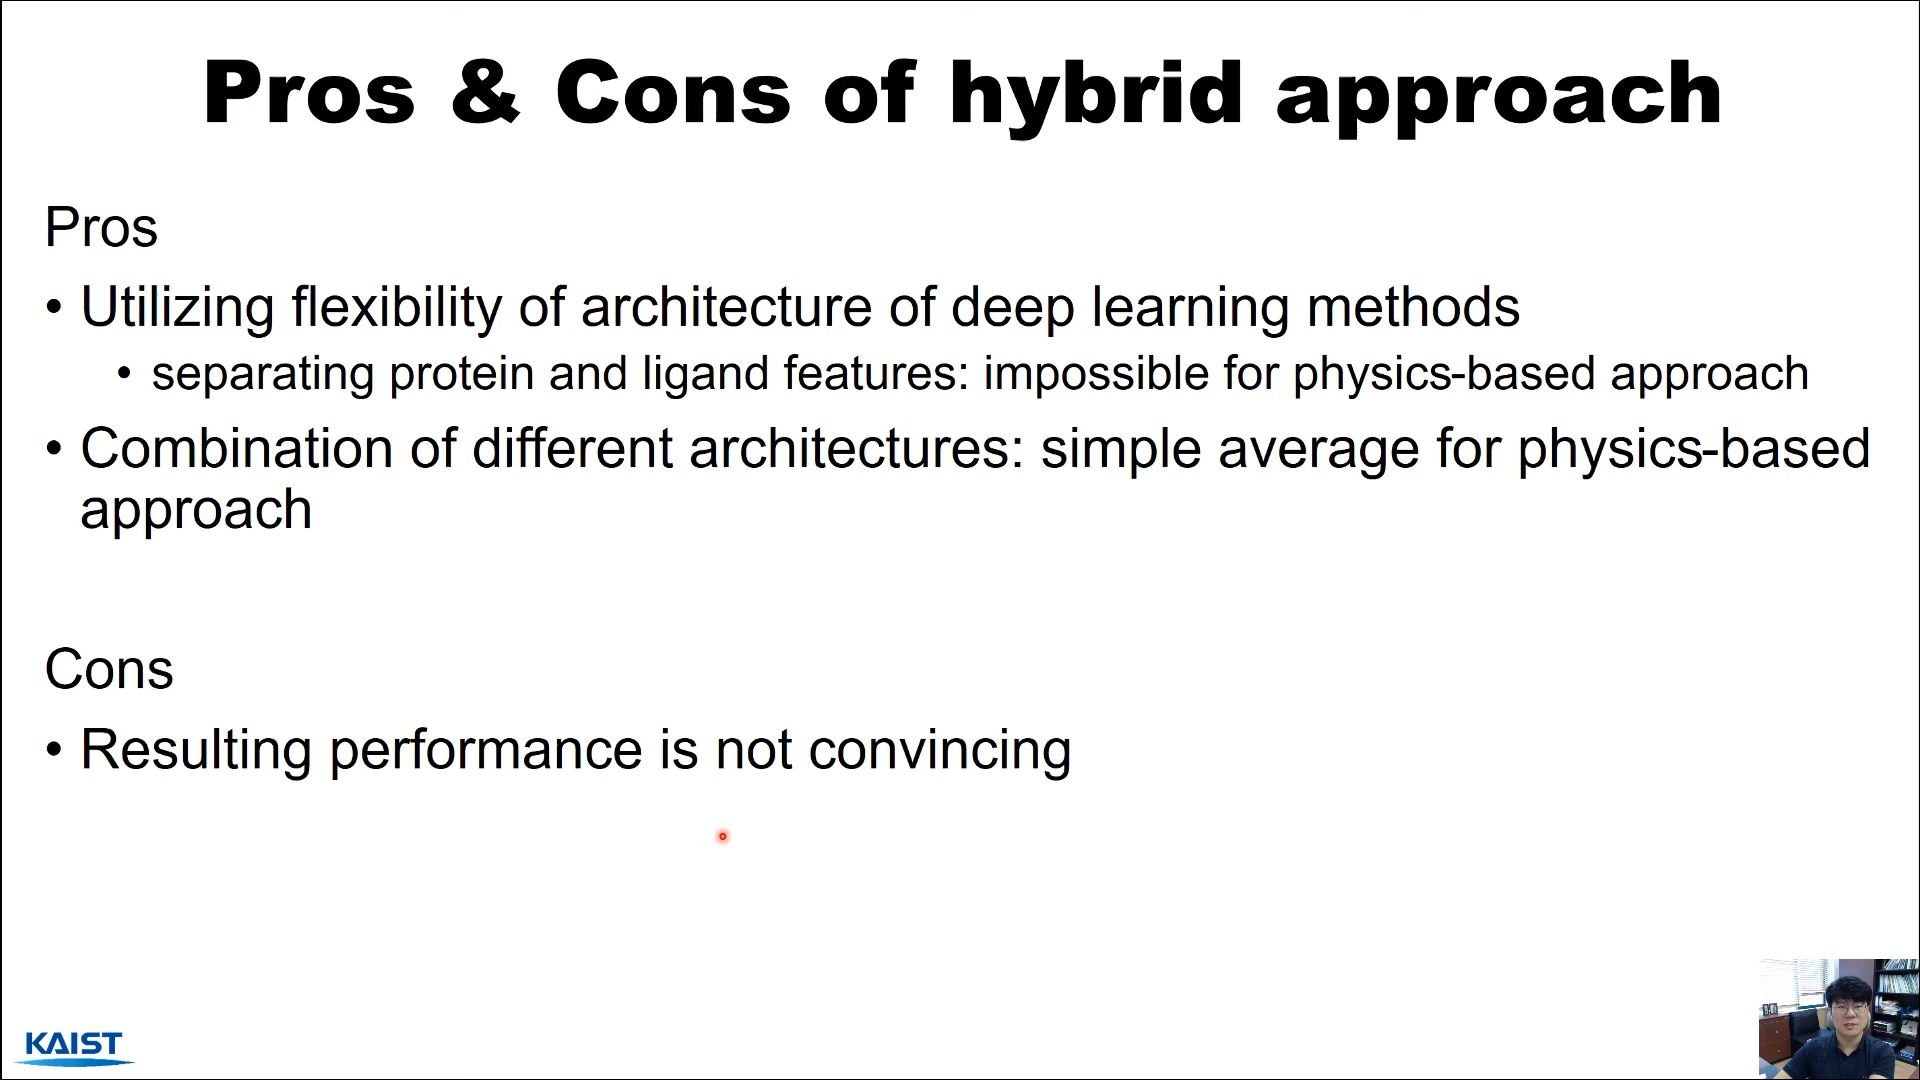 Pros & Cons of hybrid approach
Pros
• Utilizing flexibility of architecture of deep learning methods
• separating protein and ligand features: impossible for physics-based approach
• Combination of different architectures: simple average for physics-based
approach
Cons
• Resulting performance is not convincing
KAIST